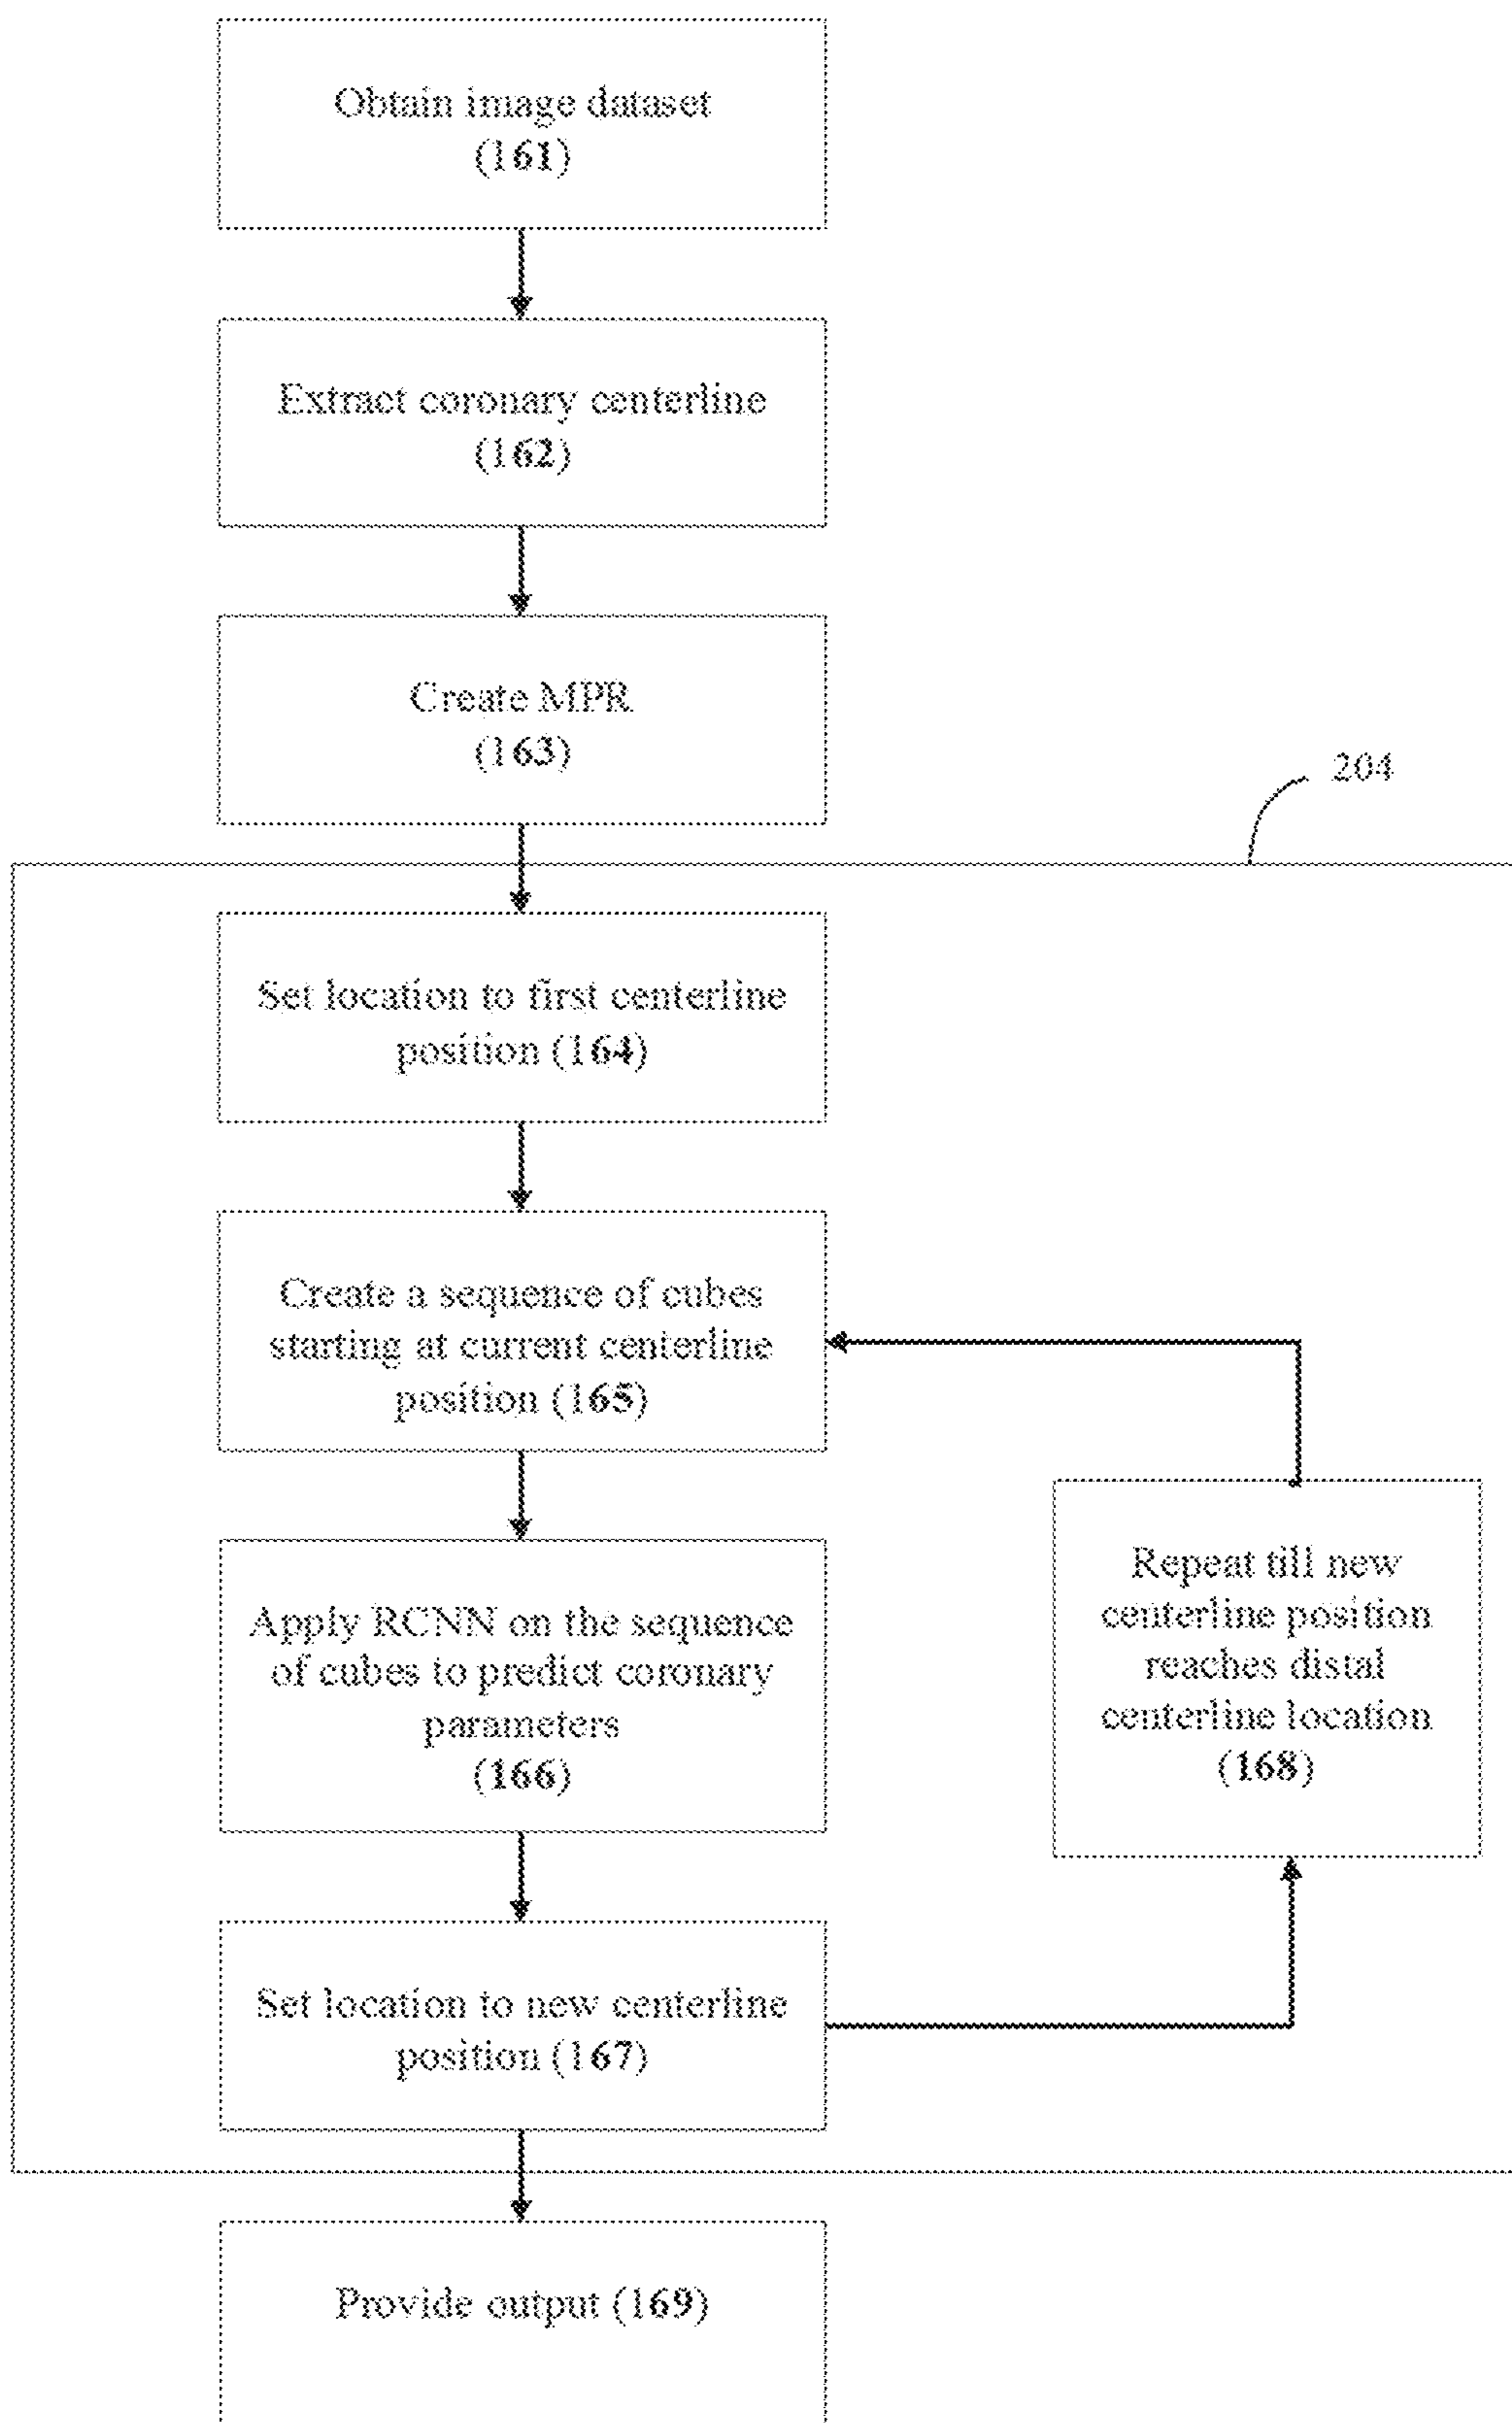 Obtain image dataset
(161)
Extract coronary centerline
(162)
Create MPR
(163)
204
Set location to first centerline
position (164)
Create a sequence of cubes
starting at current centerline
position (165)
Apply RCNN on the sequence
of cubes to predict coronary
parameters
(166)
Repeat till new
centerline position
reaches distal
centerline location
(168)
Set location to new centerline
position (167)
Provide output (169)